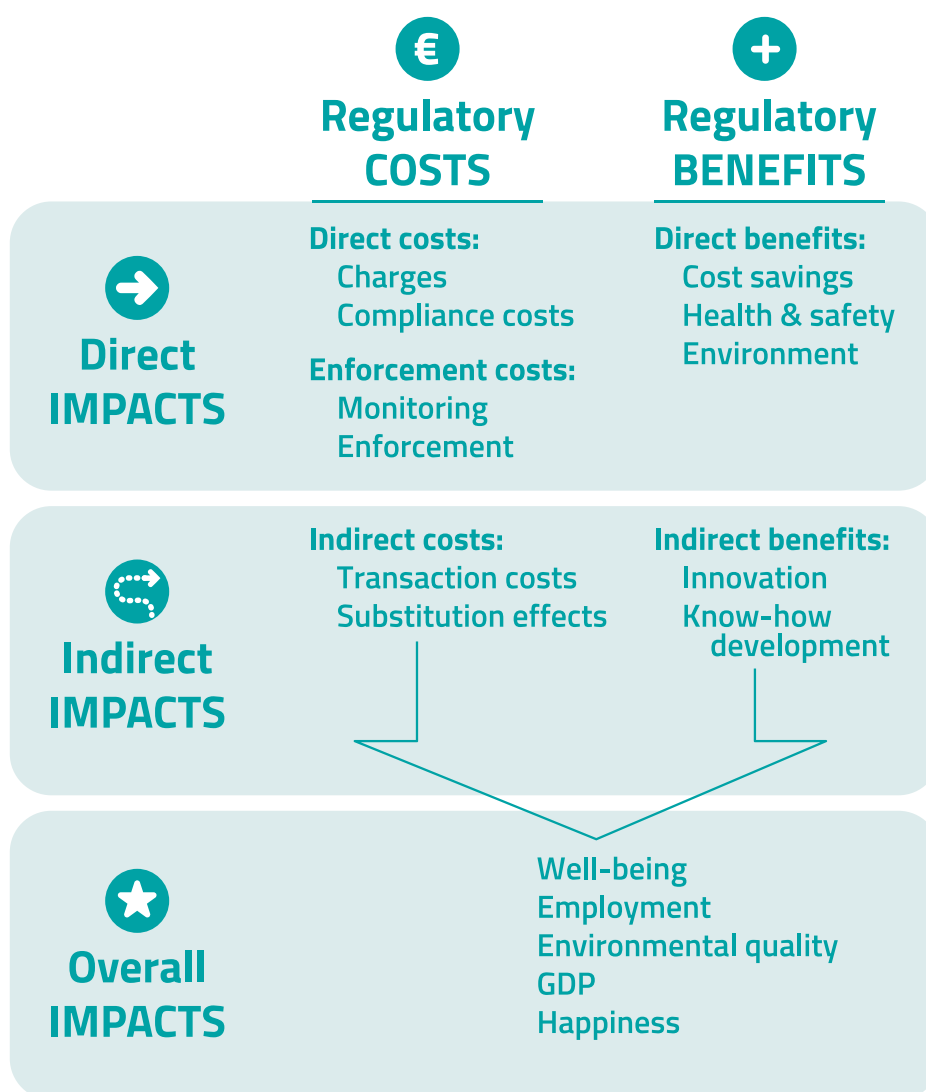 €
Regulatory
COSTS
+
Regulatory
BENEFITS
Direct
IMPACTS
Direct costs:
Charges
Compliance costs
Enforcement costs:
Monitoring
Enforcement
Direct benefits:
Cost savings
Health & safety
Environment
Indirect
IMPACTS
Indirect costs:
Transaction costs
Substitution effects
Indirect benefits:
Innovation
Know-how
development
Overall
IMPACTS
Well-being
Employment
Environmental quality
GDP
Happiness